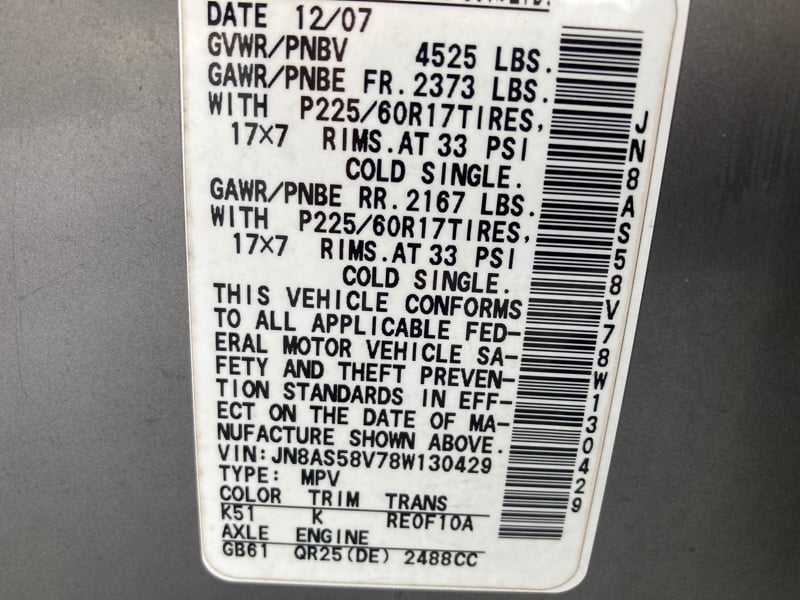 DATE 12/07
GVWR/PNBV 4525 LBS.
GAWR/PNBE FR. 2373 LBS.
WITH P225/60R17TIRES,
17×7 RIMS.AT 33 PSI
COLD SINGLE.
GAWR/PNBE RR. 2167 LBS.
WITH P225/60R17TIRES,
17×7 RIMS.AT 33 PSI
COLD SINGLE.
THIS VEHICLE CONFORMS
TO ALL APPLICABLE FED-
ERAL MOTOR VEHICLE SA-
FETY AND THEFT PREVEN-
TION STANDARDS IN EFF-
ECT ON THE DATE OF MA-
NUFACTURE SHOWN ABOVE.
VIN:JN8AS58V78W130429
TYPE: MPV
COLOR TRIM TRANS
K51 K RE0F10A
AXLE ENGINE
GB61 QR25(DE) 2488CC
JN8AS58V78W130429